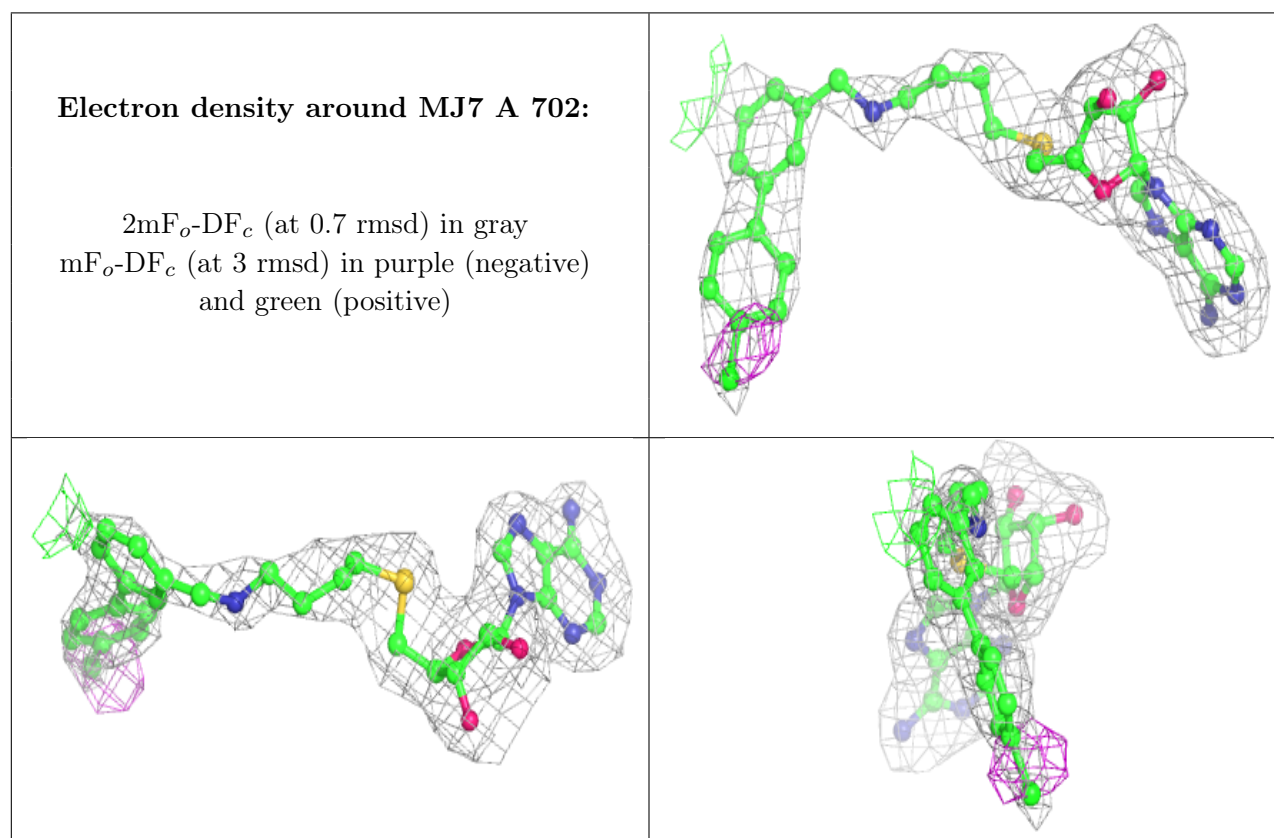 Electron density around MJ7 A 702:
2mFₒ-DF𝒸 (at 0.7 rmsd) in gray
mFₒ-DF𝒸 (at 3 rmsd) in purple (negative)
and green (positive)